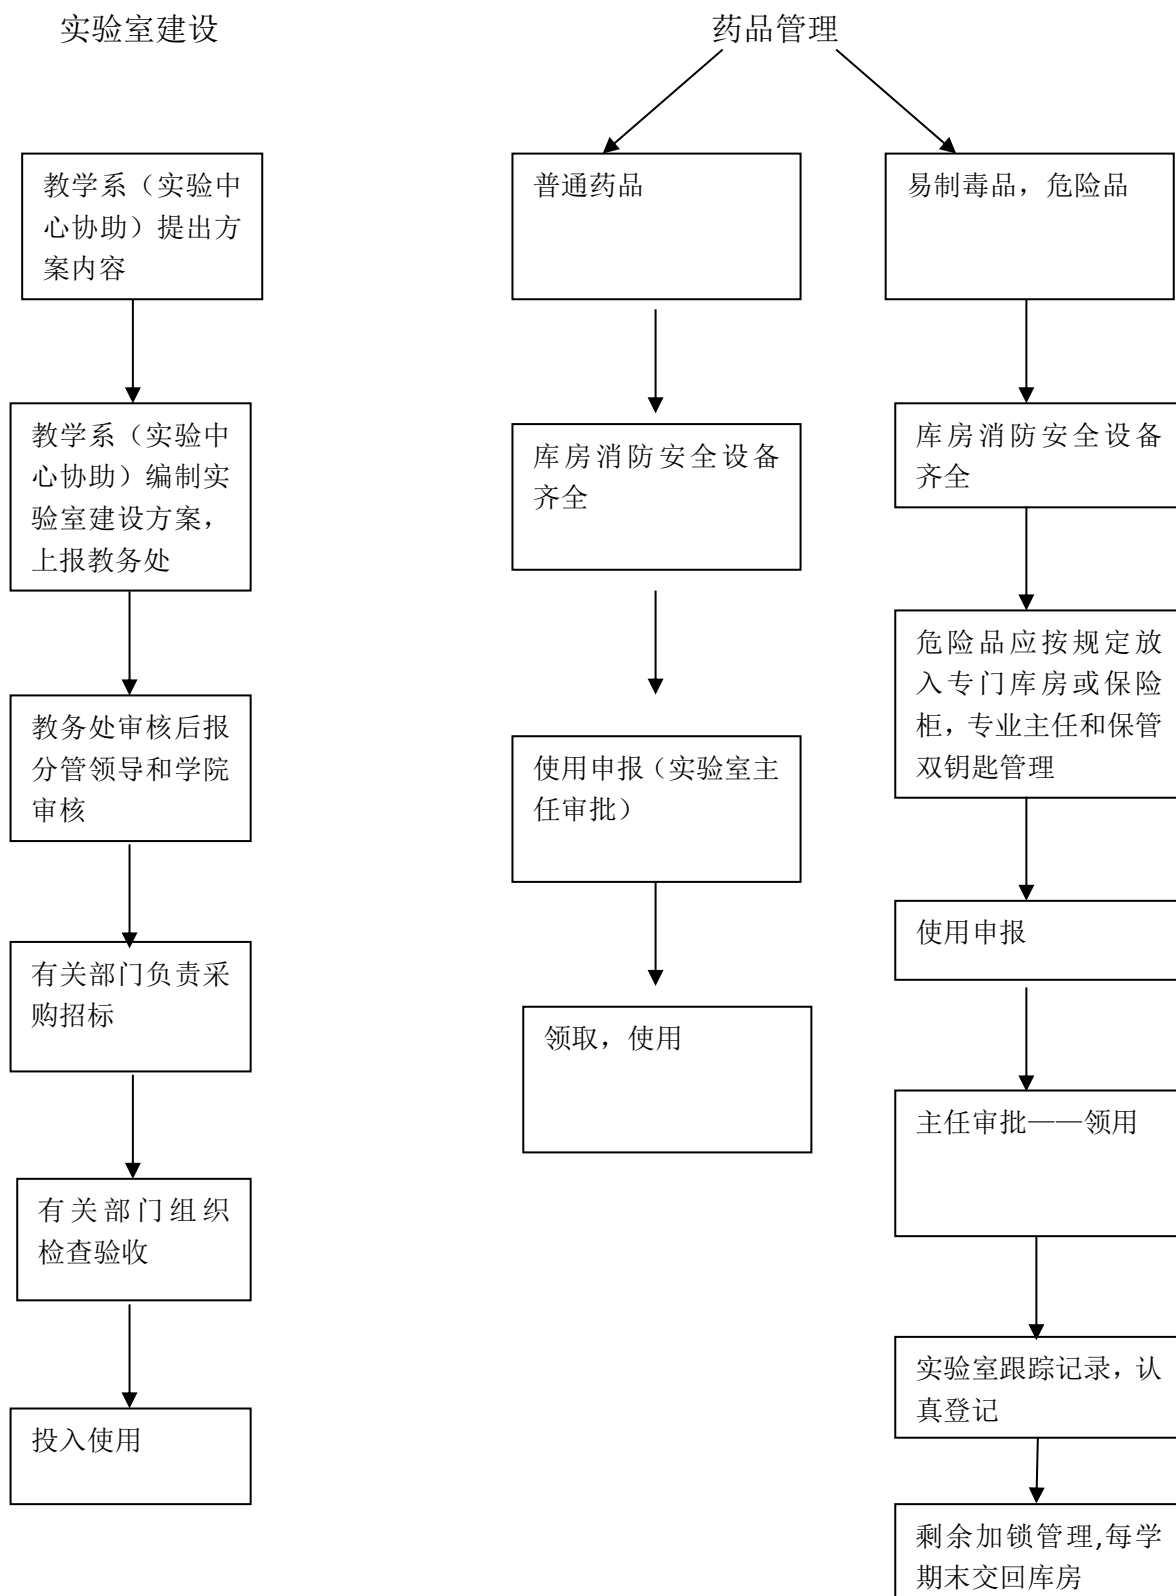 实验室建设
教学系（实验中
心协助）提出方
案内容
教学系（实验中
心协助）编制实
验室建设方案，
上报教务处
教务处审核后报
分管领导和学院
审核
有关部门负责采
购招标
有关部门组织
检查验收
投入使用
药品管理
普通药品
库房消防安全设备
齐全
使用申报（实验室主
任审批）
领取，使用
易制毒品，危险品
库房消防安全设备
齐全
危险品应按规定放
入专门库房或保险
柜，专业主任和保管
双钥匙管理
使用申报
主任审批——领用
实验室跟踪记录，认
真登记
剩余加锁管理,每学
期末交回库房